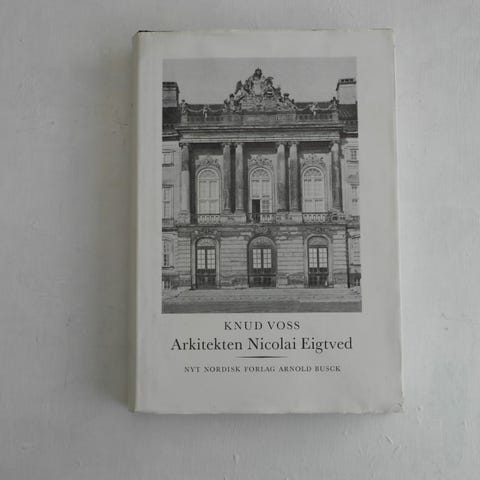 KNUD VOSS
Arkitekten Nicolai Eigtved
NYT NORDISK FORLAG ARNOLD BUSCK